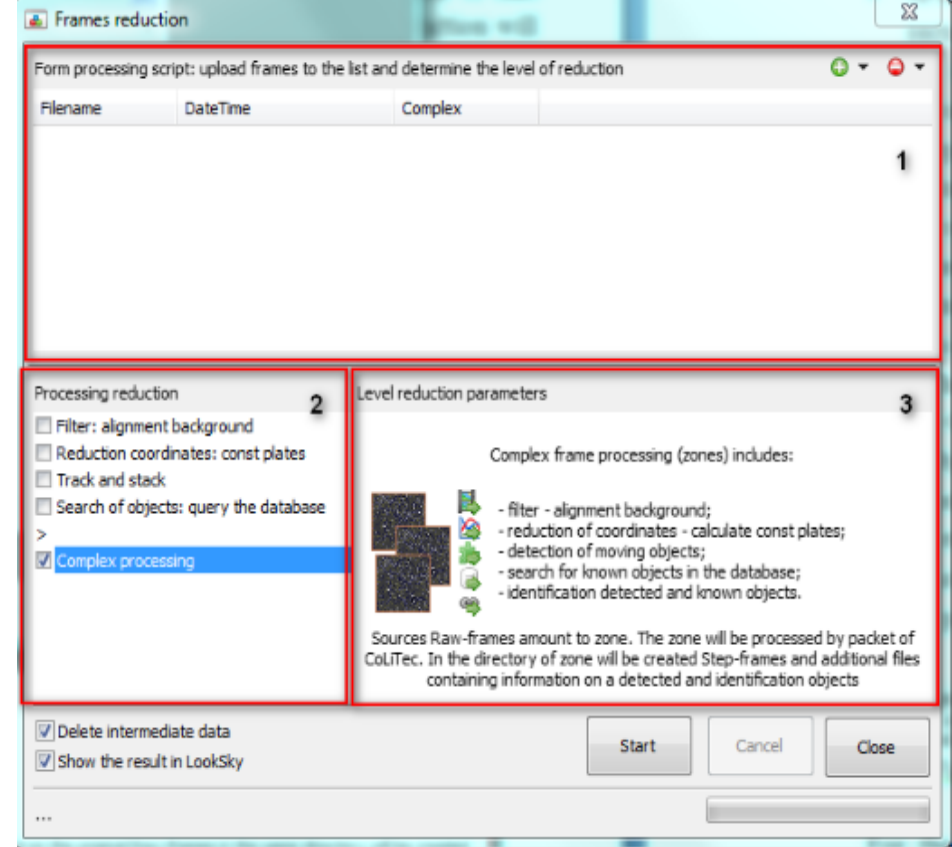 Frames reduction
Form processing script: upload frames to the list and determine the level of reduction
Filename DateTime Complex
1
Processing reduction
2
Filter: alignment background
Reduction coordinates: const plates
Track and stack
Search of objects: query the database
>
Complex processing
Level reduction parameters
3
Complex frame processing (zones) includes:
- filter - alignment background;
- reduction of coordinates - calculate const plates;
- detection of moving objects;
- search for known objects in the database;
- identification detected and known objects.
Sources Raw-frames amount to zone. The zone will be processed by packet of
CoLiTec. In the directory of zone will be created Step-frames and additional files
containing information on a detected and identification objects
Delete intermediate data
Show the result in LookSky
Start Cancel Close
...